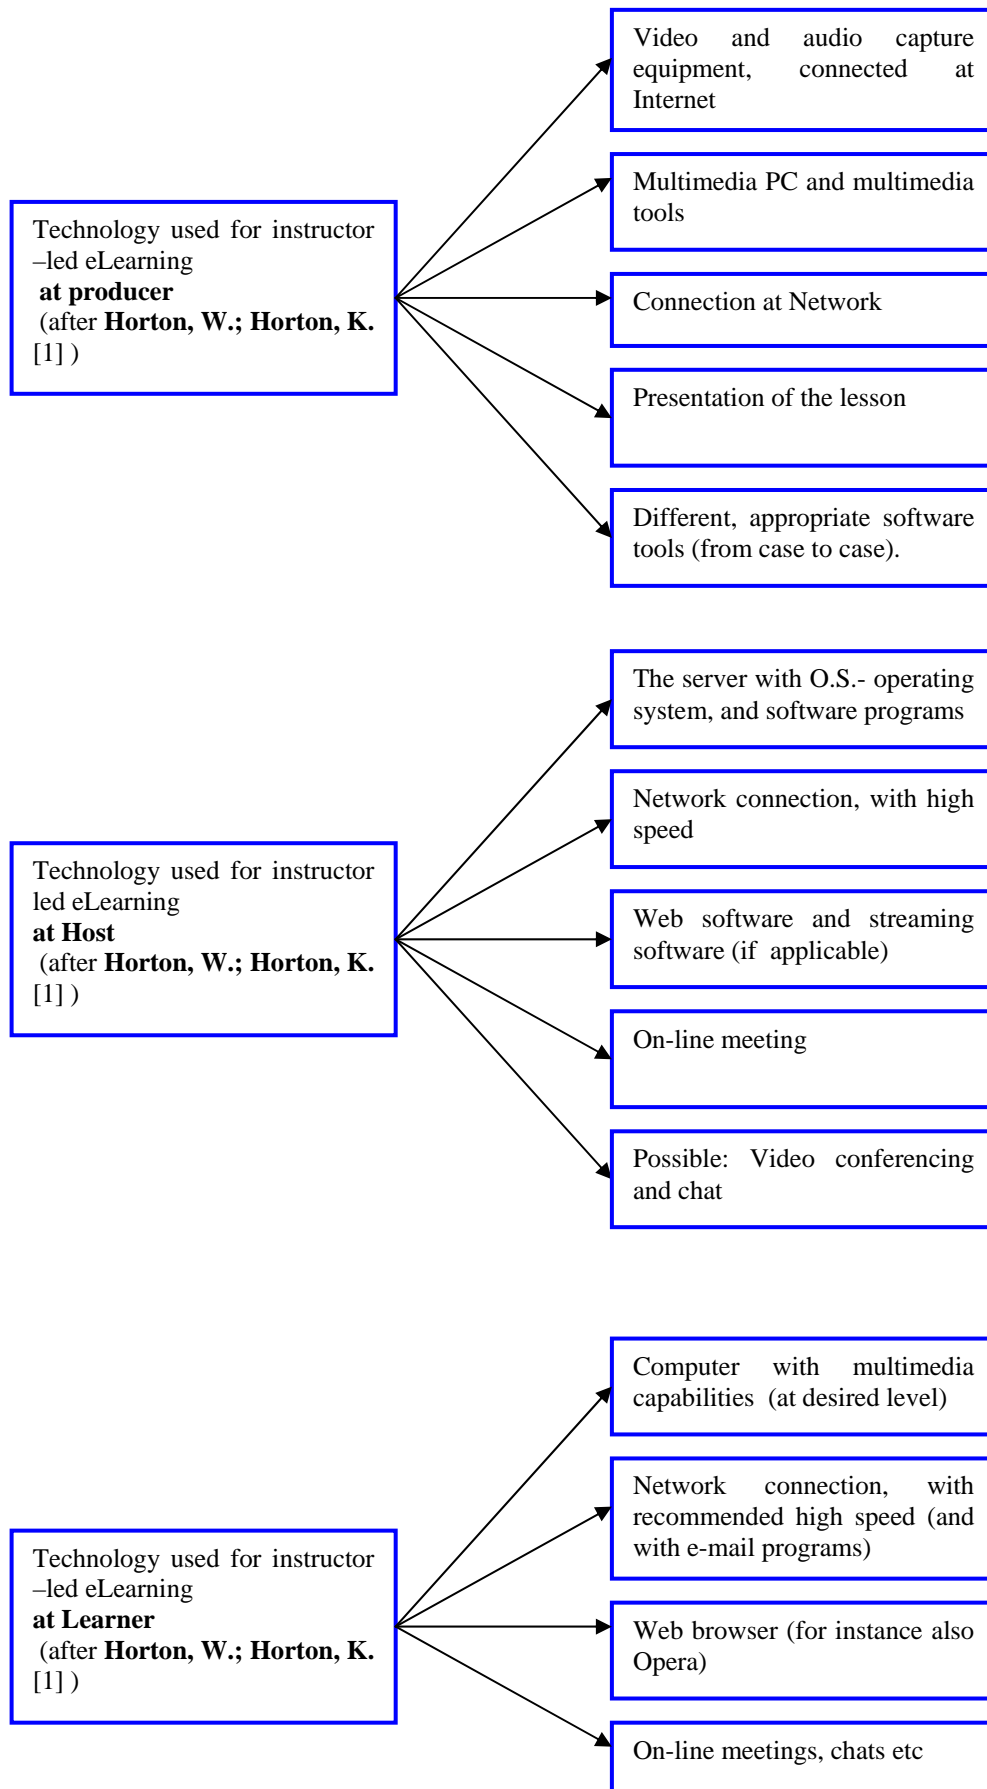 Video and audio capture
equipment, connected at
Internet
Multimedia PC and multimedia
tools
Technology used for instructor
–led eLearning
at producer
(after Horton, W.; Horton, K.
[1] )
Connection at Network
Presentation of the lesson
Different, appropriate software
tools (from case to case).
The server with O.S.- operating
system, and software programs
Network connection, with high
speed
Technology used for instructor
led eLearning
at Host
(after Horton, W.; Horton, K.
[1] )
Web software and streaming
software (if applicable)
On-line meeting
Possible: Video conferencing
and chat
Computer with multimedia
capabilities (at desired level)
Network connection, with
recommended high speed (and
with e-mail programs)
Technology used for instructor
–led eLearning
at Learner
(after Horton, W.; Horton, K.
[1] )
Web browser (for instance also
Opera)
On-line meetings, chats etc